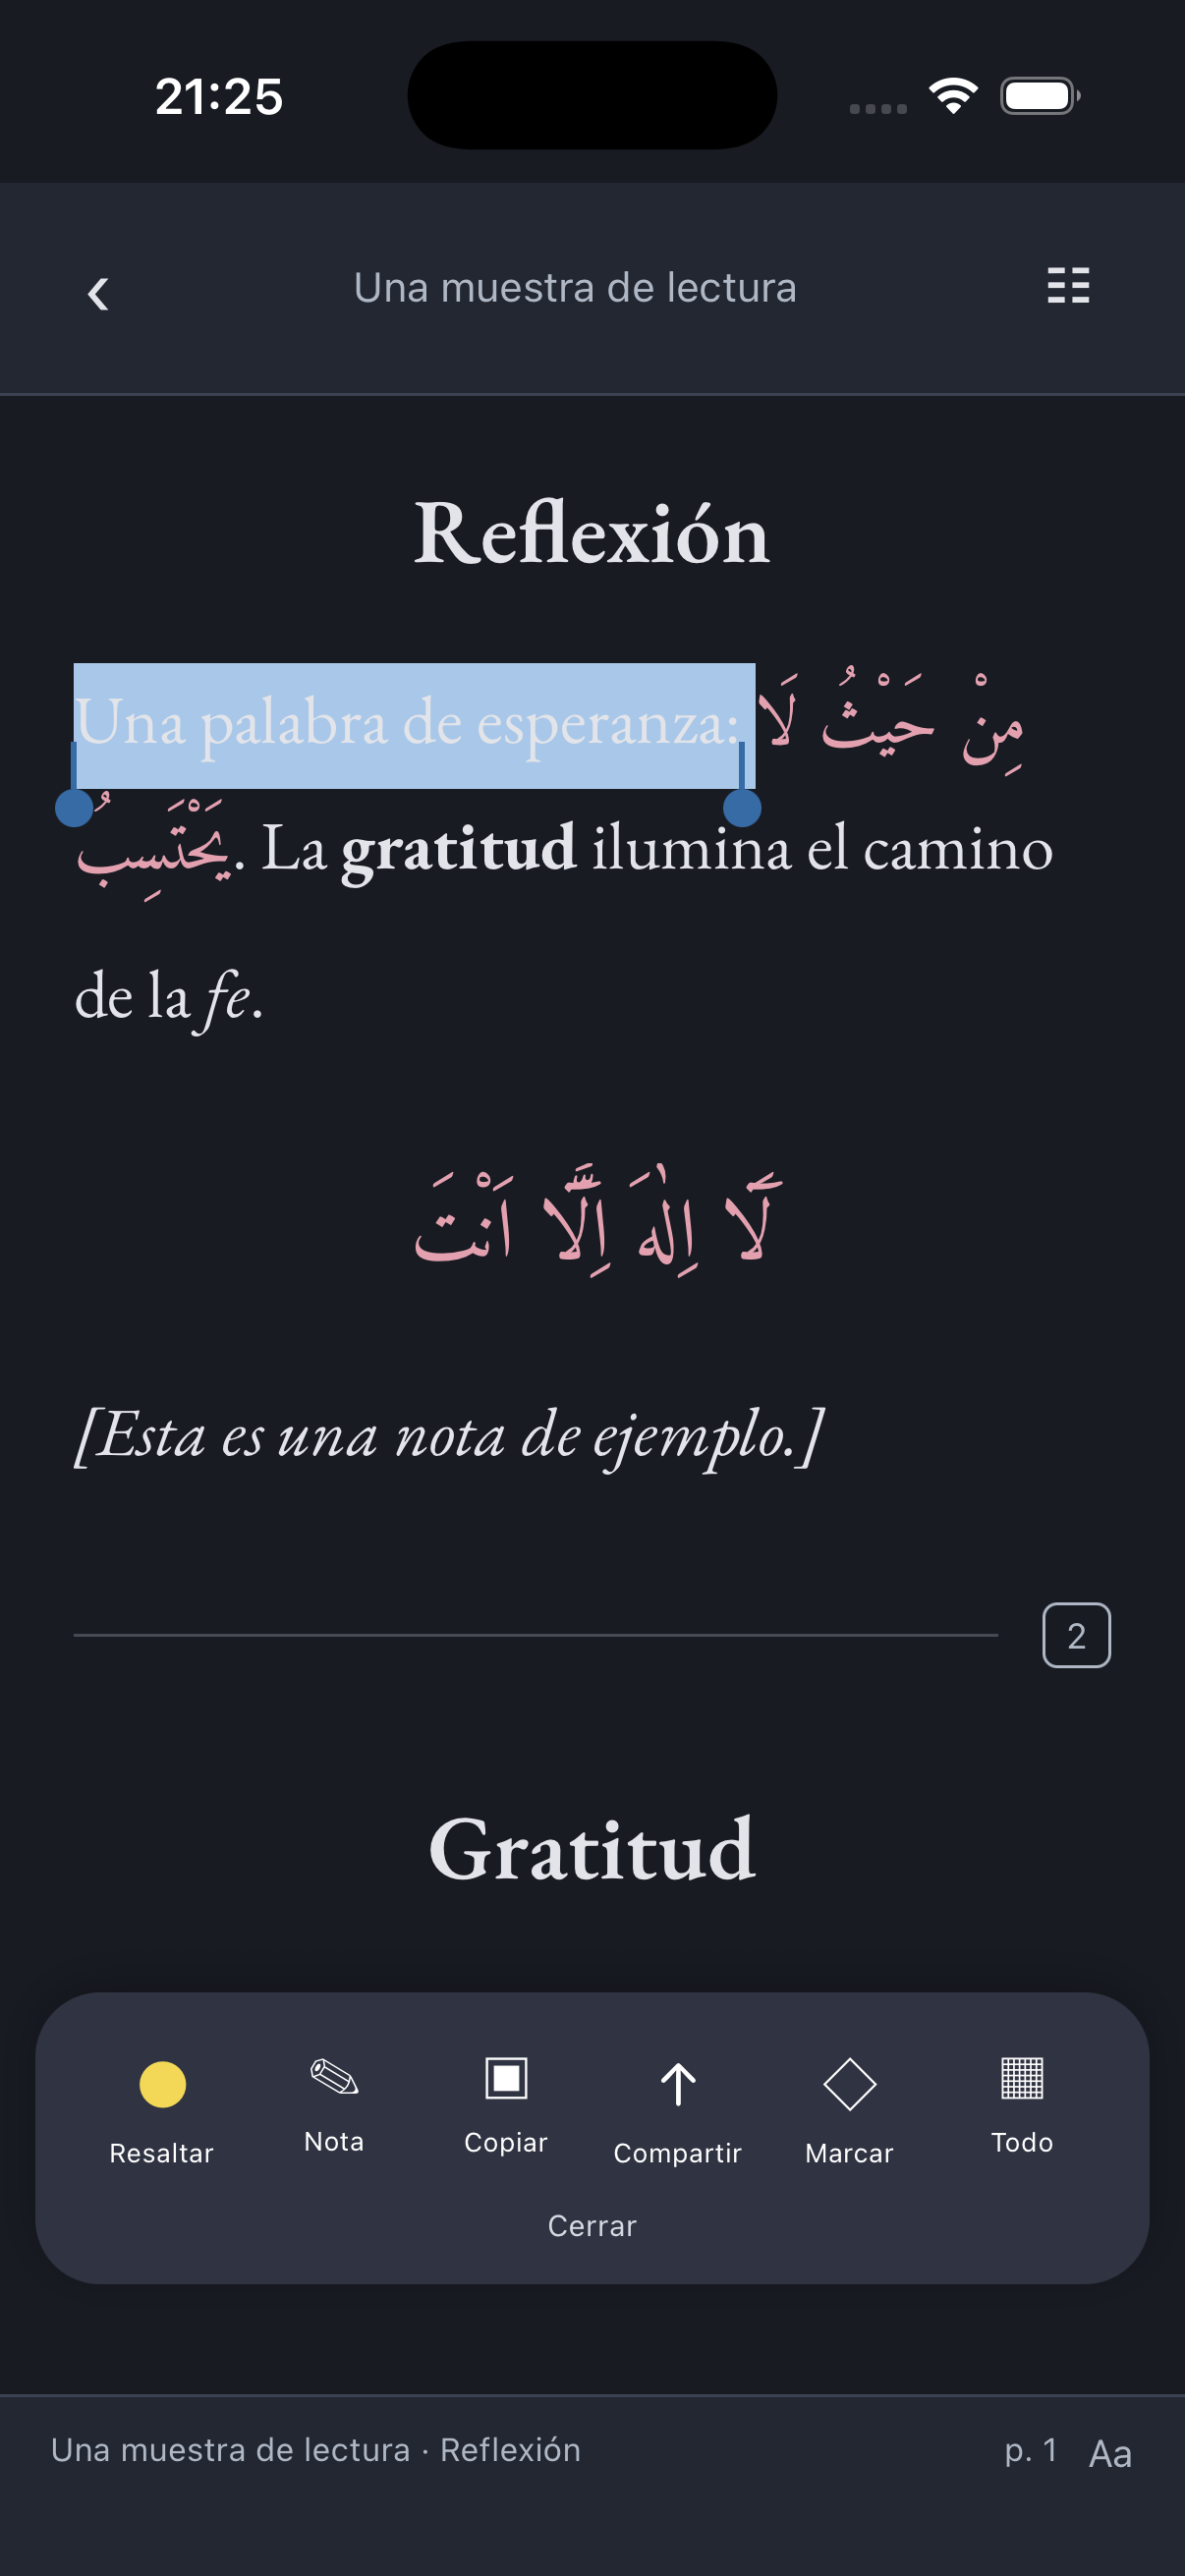 21:25
Una muestra de lectura
Reflexión
Una palabra de esperanza: مِنْ حَيْثُ لَا
يَحْتَسِبُ. La gratitud ilumina el camino
de la fe.
لَٓا اِلٰهَ اِلَّٓا اَنْتَ
[Esta es una nota de ejemplo.]
2
Gratitud
Resaltar Nota Copiar Compartir Marcar Todo
Cerrar
Una muestra de lectura · Reflexión p. 1 Aa